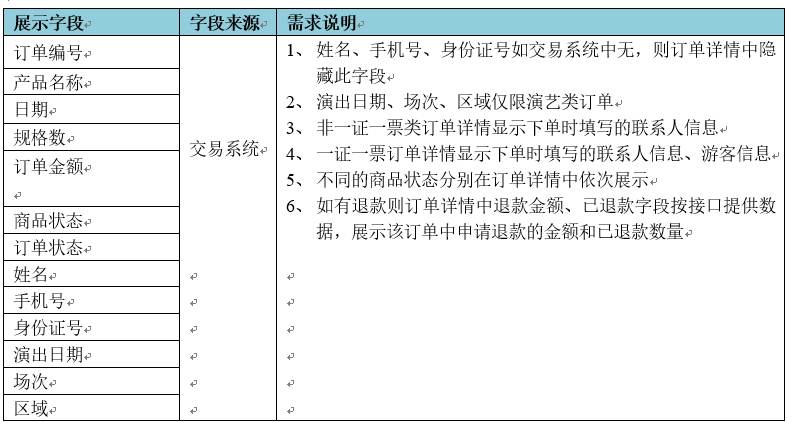 展示字段 字段来源 需求说明
订单编号
产品名称
日期
规格数
订单金额
商品状态
订单状态
姓名
手机号
身份证号
演出日期
场次
区域
交易系统
1、 姓名、手机号、身份证号如交易系统中无，则订单详情中隐
藏此字段
2、 演出日期、场次、区域仅限演艺类订单
3、 非一证一票类订单详情显示下单时填写的联系人信息
4、 一证一票订单详情显示下单时填写的联系人信息、游客信息
5、 不同的商品状态分别在订单详情中依次展示
6、 如有退款则订单详情中退款金额、已退款字段按接口提供数
据，展示该订单中申请退款的金额和已退款数量